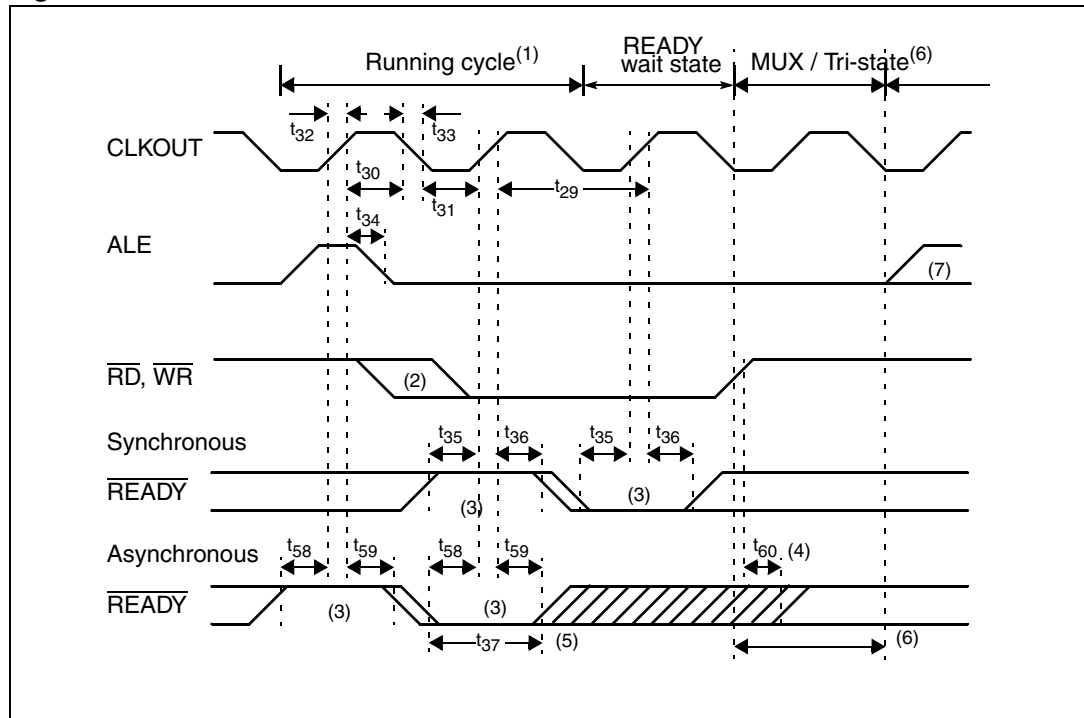 READY
Running cycle(1)
wait state
MUX / Tri-state(6)
t32
t33
CLKOUT
t30
t31
t29
t34
ALE
(7)
RD, WR
(2)
Synchronous
t35
t36
t35
t36
READY
(3)
(3)
Asynchronous
t58
t59
t58
t59
t60
(4)
READY
(3)
(3)
t37
(5)
(6)